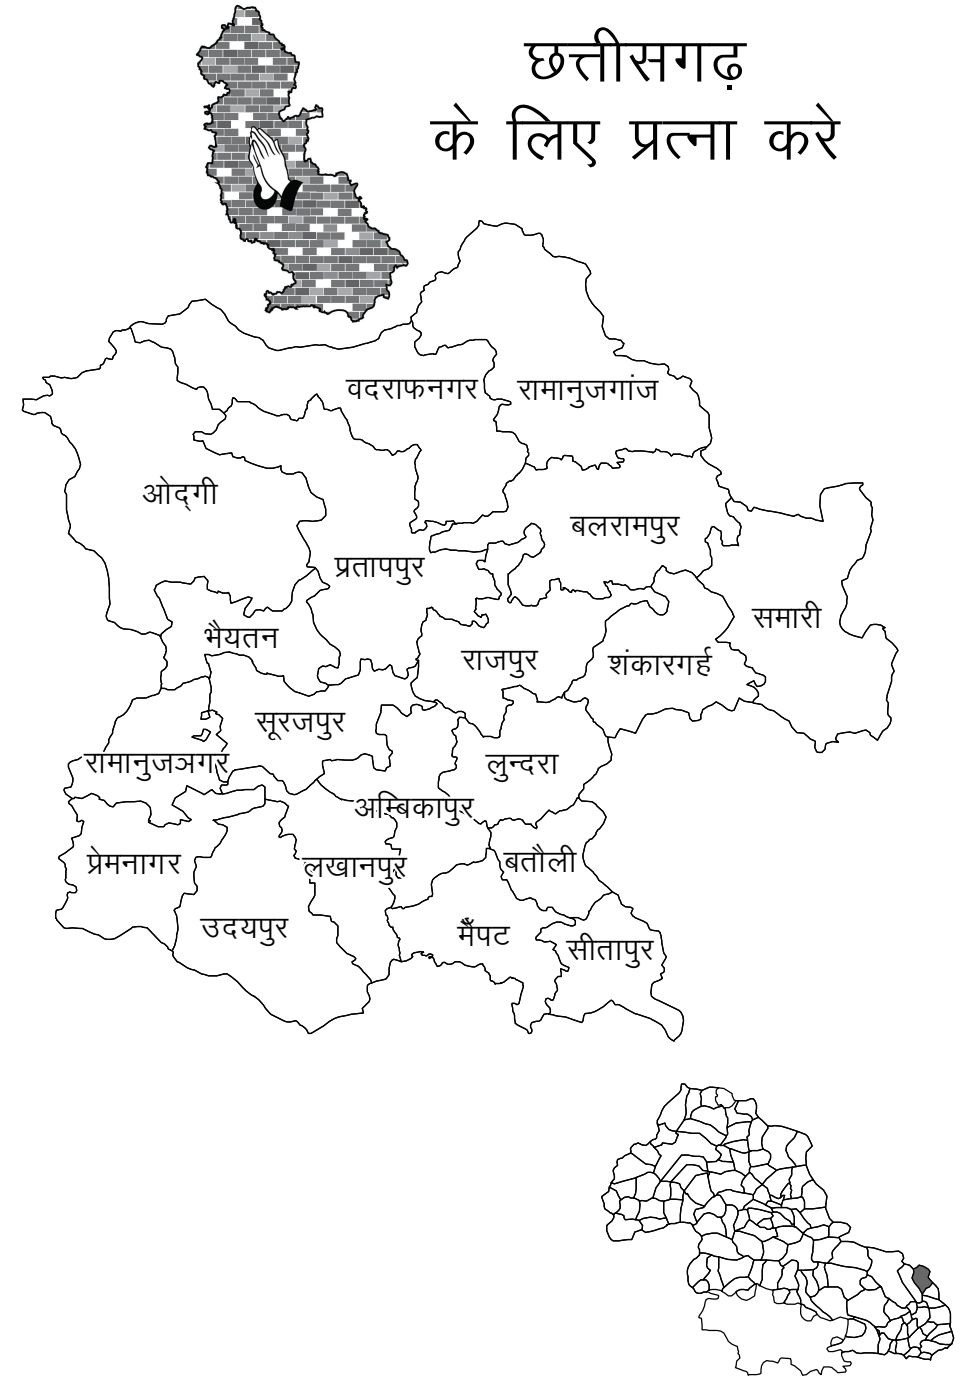 छत्तीसगढ़
के लिए प्रत्ना करे
वदराफनगर
रामानुजगांज
ओद्गी
बलरामपुर
प्रतापपुर
समारी
भैयतन
राजपुर
शंकारगर्ह
सूरजपुर
रामानुजञगर
लुन्दरा
अम्बिकापुर
प्रेमनागर
लखानपुर
बतौली
उदयपुर
मैंपट
सीतापुर